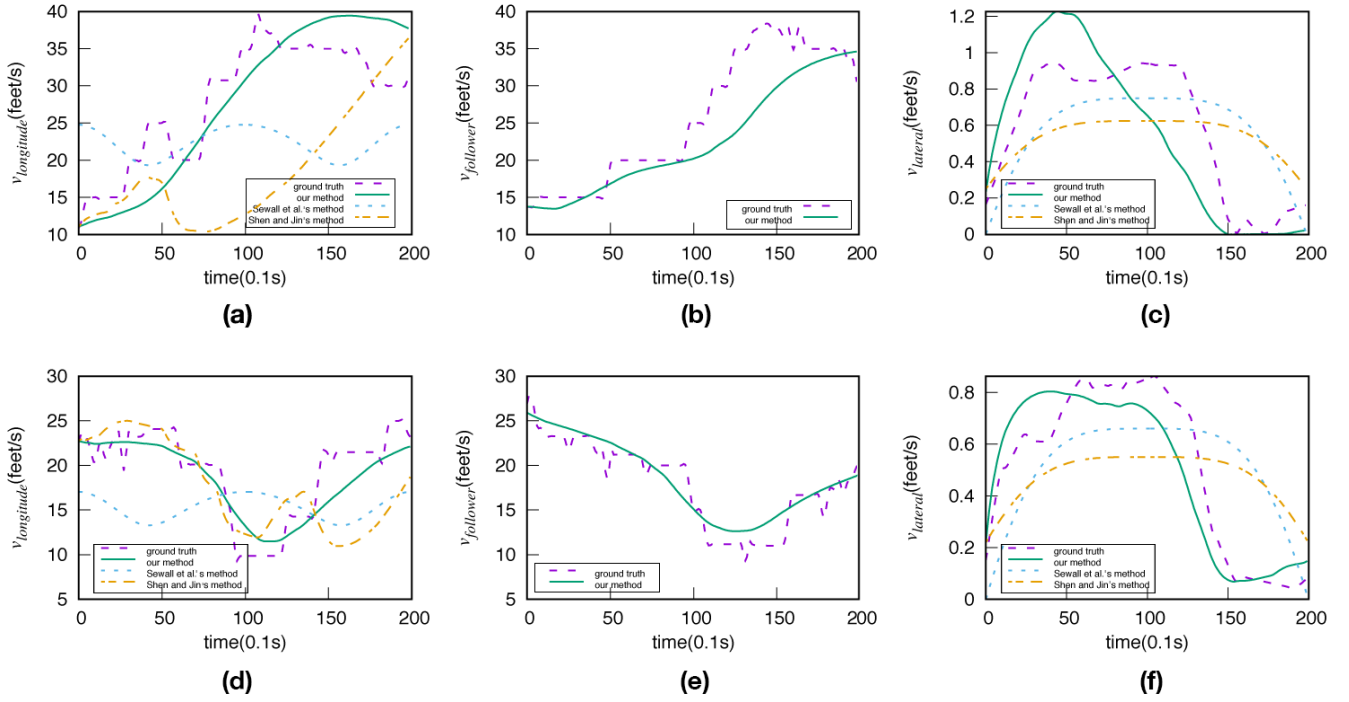 40
35
30
25
20
15
10
0
50
100
150
200
v_longitude(feet/s)
time(0.1s)
ground truth
our method
Sewall et al.'s method
Shen and Jin's method
(a)
40
35
30
25
20
15
10
0
50
100
150
200
v_follower(feet/s)
time(0.1s)
ground truth
our method
(b)
1.2
1
0.8
0.6
0.4
0.2
0
0
50
100
150
200
v_lateral(feet/s)
time(0.1s)
ground truth
our method
Sewall et al.'s method
Shen and Jin's method
(c)
30
25
20
15
10
5
0
50
100
150
200
v_longitude(feet/s)
time(0.1s)
ground truth
our method
Sewall et al.'s method
Shen and Jin's method
(d)
30
25
20
15
10
5
0
50
100
150
200
v_follower(feet/s)
time(0.1s)
ground truth
our method
(e)
0.8
0.6
0.4
0.2
0
0
50
100
150
200
v_lateral(feet/s)
time(0.1s)
ground truth
our method
Sewall et al.'s method
Shen and Jin's method
(f)